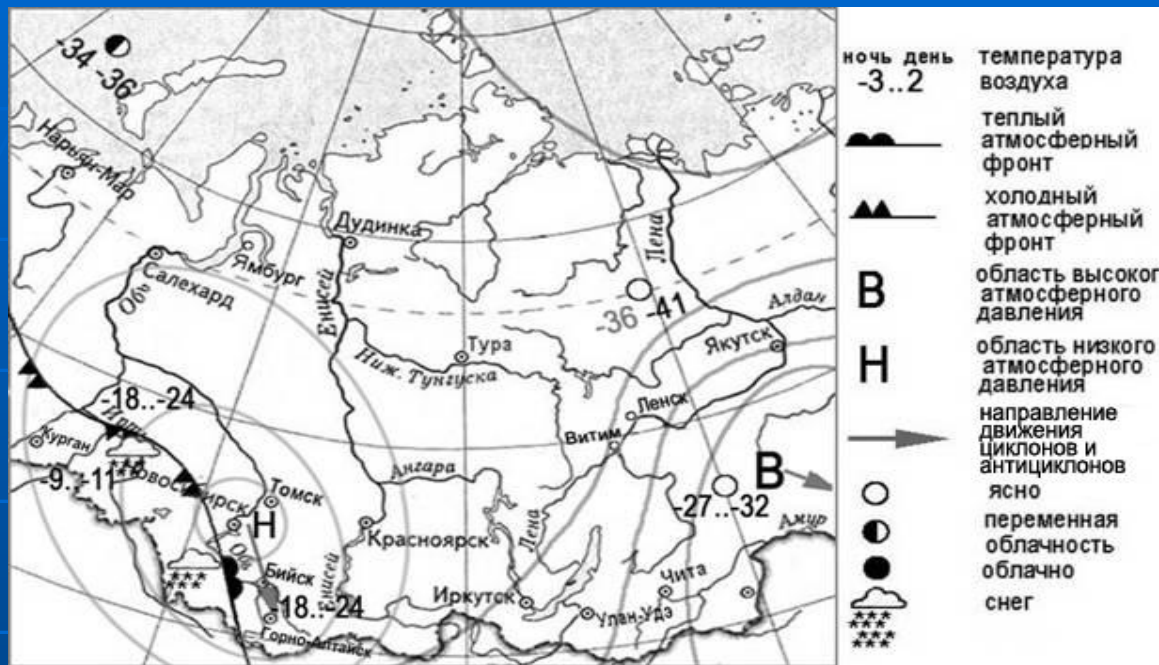 -34 -36
Нарьян-Мар
Дудинка
Лена
Салехард
Ямбург
Обь
Енисей
-36 -41
Алдан
Тура
Якутск
Ниж. Тунгуска
-18..-24
Ленск
Курган
Витим
В
-9..-11
Новосибирск
Томск
Ангара
-27..-32
Н
Красноярск
Лена
Амур
Обь
Бийск
Енисей
Чита
-18..-24
Иркутск
Улан-Удэ
Горно-Алтайск
ночь день
-3..2
температура
воздуха
теплый
атмосферный
фронт
холодный
атмосферный
фронт
В
область высоког
атмосферного
давления
Н
область низкого
атмосферного
давления
направление
движения
циклонов и
антициклонов
ясно
переменная
облачность
облачно
снег